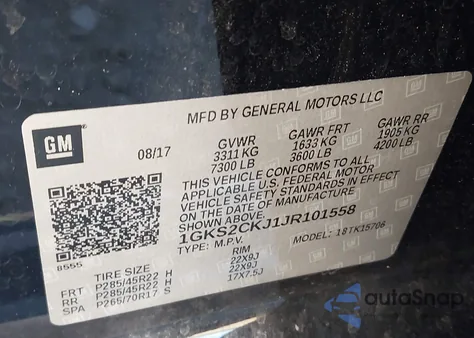 MFD BY GENERAL MOTORS LLC
GM
08/17 GVWR GAWR FRT GAWR RR
3311 KG 1633 KG 1905 KG
7300 LB 3600 LB 4200 LB
THIS VEHICLE CONFORMS TO ALL
APPLICABLE U.S. FEDERAL MOTOR
VEHICLE SAFETY STANDARDS IN EFFECT
ON THE DATE OF MANUFACTURE
SHOWN ABOVE.
1GKS2CKJ1JR101558
TYPE: M.P.V. MODEL: 18TK15706
8555
TIRE SIZE RIM
FRT P285/45R22 H 22X9J
RR P285/45R22 H 22X9J
SPA P265/70R17 S 17X7.5J
autoSnap